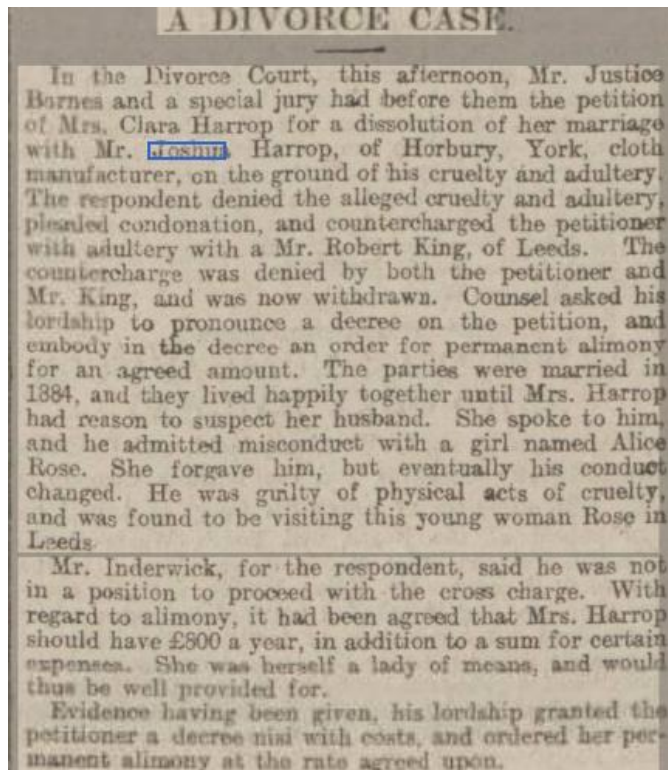 A DIVORCE CASE.
In the Divorce Court, this afternoon, Mr. Justice
Barnes and a special jury had before them the petition
of Mrs. Clara Harrop for a dissolution of her marriage
with Mr. Joshua Harrop, of Horbury, York, cloth
manufacturer, on the ground of his cruelty and adultery.
The respondent denied the alleged cruelty and adultery,
pleaded condonation, and countercharged the petitioner
with adultery with a Mr. Robert King, of Leeds. The
countercharge was denied by both the petitioner and
Mr. King, and was now withdrawn. Counsel asked his
lordship to pronounce a decree on the petition, and
embody in the decree an order for permanent alimony
for an agreed amount. The parties were married in
1884, and they lived happily together until Mrs. Harrop
had reason to suspect her husband. She spoke to him,
and he admitted misconduct with a girl named Alice
Rose. She forgave him, but eventually his conduct
changed. He was guilty of physical acts of cruelty,
and was found to be visiting this young woman Rose in
Leeds
Mr. Inderwick, for the respondent, said he was not
in a position to proceed with the cross charge. With
regard to alimony, it had been agreed that Mrs. Harrop
should have £800 a year, in addition to a sum for certain
expenses. She was herself a lady of means, and would
thus be well provided for.
Evidence having been given, his lordship granted the
petitioner a decree nisi with costs, and ordered her per-
manent alimony at the rate agreed upon.